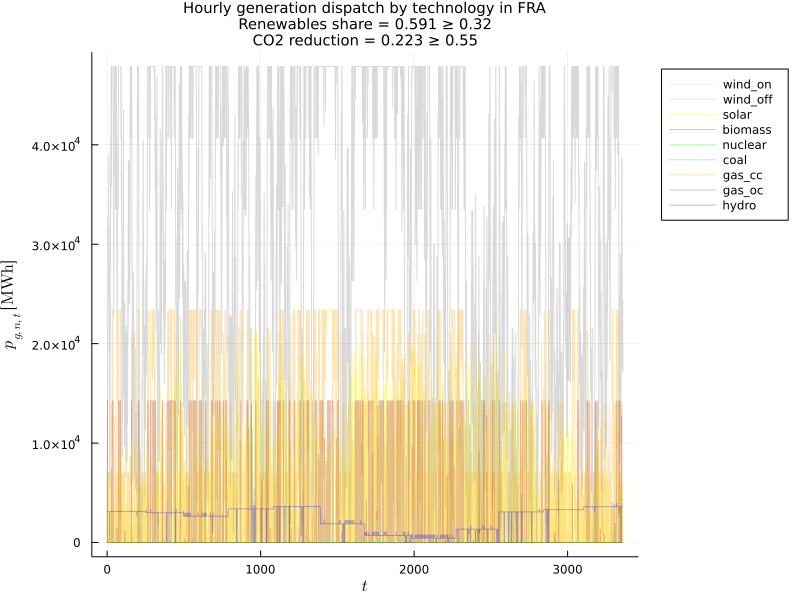 Hourly generation dispatch by technology in FRA
Renewables share = 0.591 ≥ 0.32
CO2 reduction = 0.223 ≥ 0.55
wind_on
wind_off
solar
biomass
nuclear
coal
gas_cc
gas_oc
hydro
p_{g,n,t} [MWh]
4.0×10⁴
3.0×10⁴
2.0×10⁴
1.0×10⁴
0
0 1000 2000 3000
t